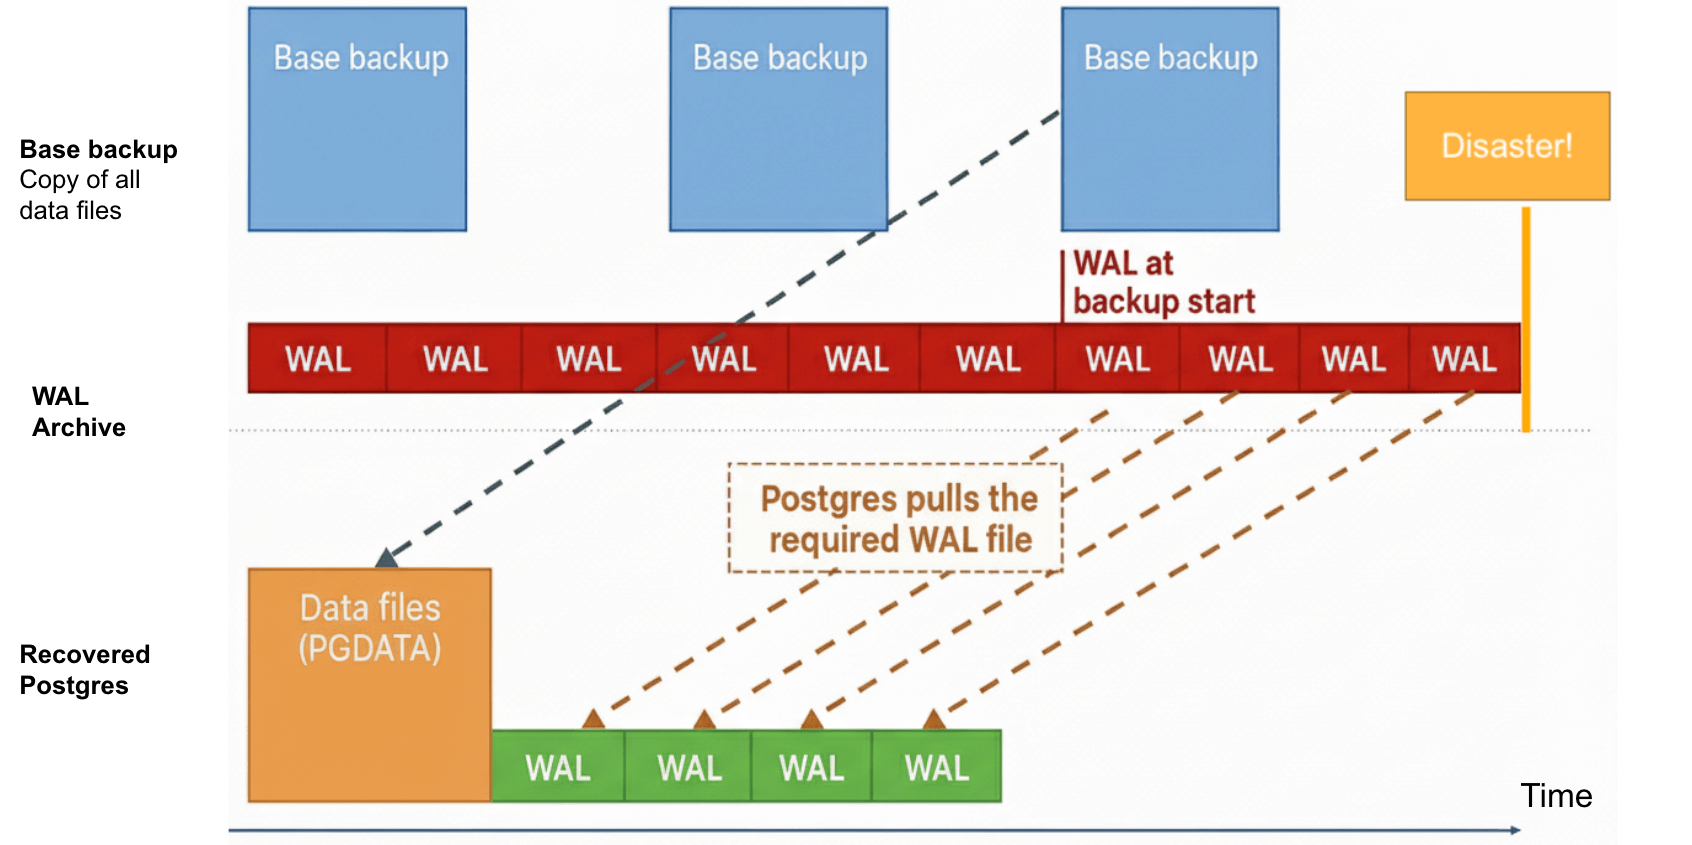 Base backup
Base backup
Base backup
Disaster!
Base backup
Copy of all
data files
WAL at
backup start
WAL
WAL
WAL
WAL
WAL
WAL
WAL
WAL
WAL
WAL
WAL
Archive
Postgres pulls the
required WAL file
Data files
(PGDATA)
Recovered
Postgres
WAL
WAL
WAL
WAL
Time